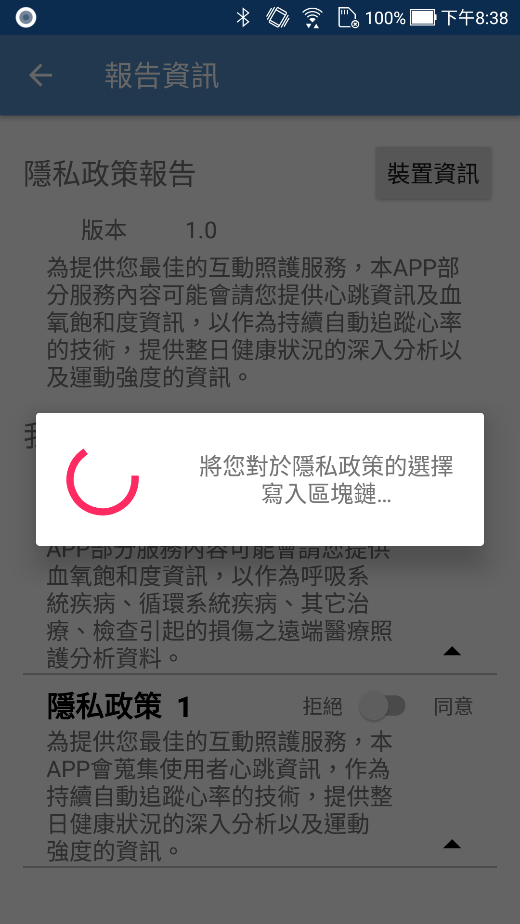 100% 下午8:38
報告資訊
隱私政策報告
裝置資訊
版本 1.0
為提供您最佳的互動照護服務，本APP部
分服務內容可能會請您提供心跳資訊及血
氧飽和度資訊，以作為持續自動追蹤心率
的技術，提供整日健康狀況的深入分析以
及運動強度的資訊。
將您對於隱私政策的選擇
寫入區塊鏈...
APP部分服務內容可能會請您提供
血氧飽和度資訊，以作為呼吸系
統疾病、循環系統疾病、其它治
療、檢查引起的損傷之遠端醫療照
護分析資料。
隱私政策 1
拒絕
同意
為提供您最佳的互動照護服務，本
APP會蒐集使用者心跳資訊，作為
持續自動追蹤心率的技術，提供整
日健康狀況的深入分析以及運動
強度的資訊。